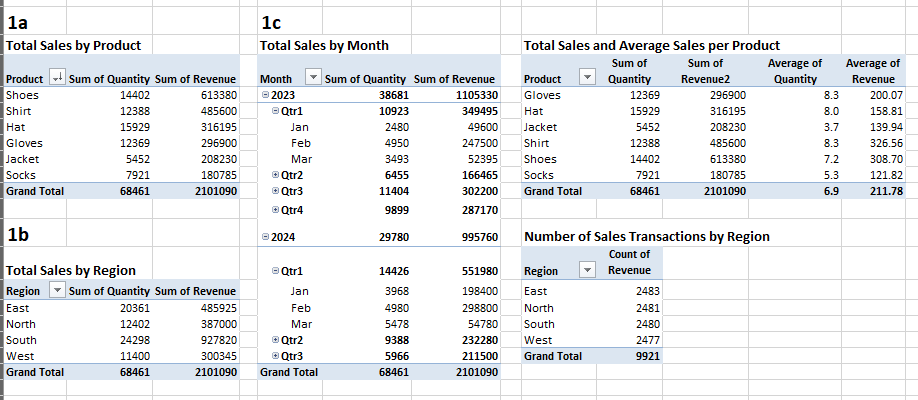 1a
Total Sales by Product
Product Sum of Quantity Sum of Revenue
Shoes 14402 613380
Shirt 12388 485600
Hat 15929 316195
Gloves 12369 296900
Jacket 5452 208230
Socks 7921 180785
Grand Total 68461 2101090
1b
Total Sales by Region
Region Sum of Quantity Sum of Revenue
East 20361 485925
North 12402 387000
South 24298 927820
West 11400 300345
Grand Total 68461 2101090
1c
Total Sales by Month
Month Sum of Quantity Sum of Revenue
2023 38681 1105330
Qtr1 10923 349495
Jan 2480 49600
Feb 4950 247500
Mar 3493 52395
Qtr2 6455 166465
Qtr3 11404 302200
Qtr4 9899 287170
2024 29780 995760
Qtr1 14426 551980
Jan 3968 198400
Feb 4980 298800
Mar 5478 54780
Qtr2 9388 232280
Qtr3 5966 211500
Grand Total 68461 2101090
Total Sales and Average Sales per Product
Sum of Sum of Average of Average of
Product Quantity Revenue2 Quantity Revenue
Gloves 12369 296900 8.3 200.07
Hat 15929 316195 8.0 158.81
Jacket 5452 208230 3.7 139.94
Shirt 12388 485600 8.3 326.56
Shoes 14402 613380 7.2 308.70
Socks 7921 180785 5.3 121.82
Grand Total 68461 2101090 6.9 211.78
Number of Sales Transactions by Region
Count of
Region Revenue
East 2483
North 2481
South 2480
West 2477
Grand Total 9921